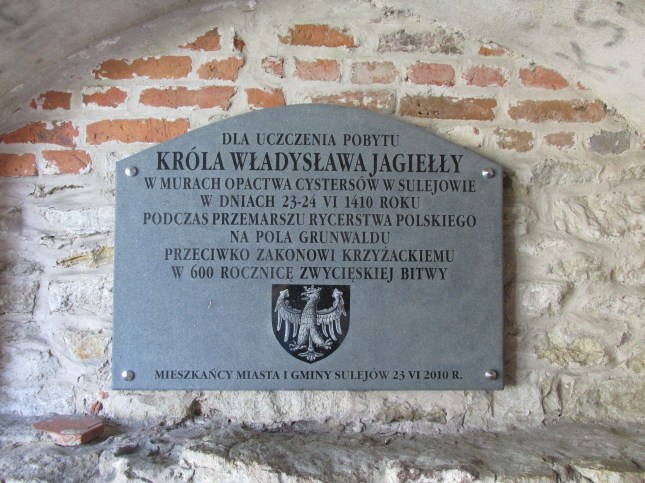 DLA UCZCZENIA POBYTU
KRÓLA WŁADYSŁAWA JAGIEŁŁY
W MURACH OPACTWA CYSTERSÓW W SULEJOWIE
W DNIACH 23-24 VI 1410 ROKU
PODCZAS PRZEMARSZU RYCERSTWA POLSKIEGO
NA POLA GRUNWALDU
PRZECIWKO ZAKONOWI KRZYŻACKIEMU
W 600 ROCZNICĘ ZWYCIĘSKIEJ BITWY
MIESZKAŃCY MIASTA I GMINY SULEJÓW 23 VI 2010 R.